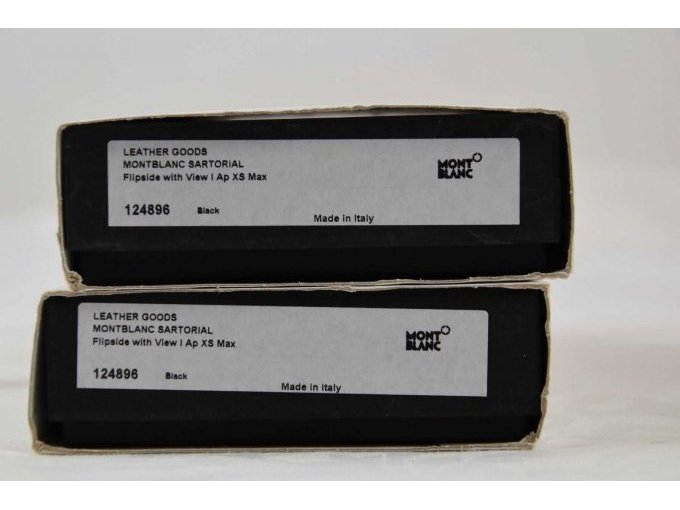 LEATHER GOODS
MONTBLANC SARTORIAL
Flipside with View I Ap XS Max
124896 Black
Made in Italy
MONT
BLANC
LEATHER GOODS
MONTBLANC SARTORIAL
Flipside with View I Ap XS Max
124896 Black
Made in Italy
MONT
BLANC